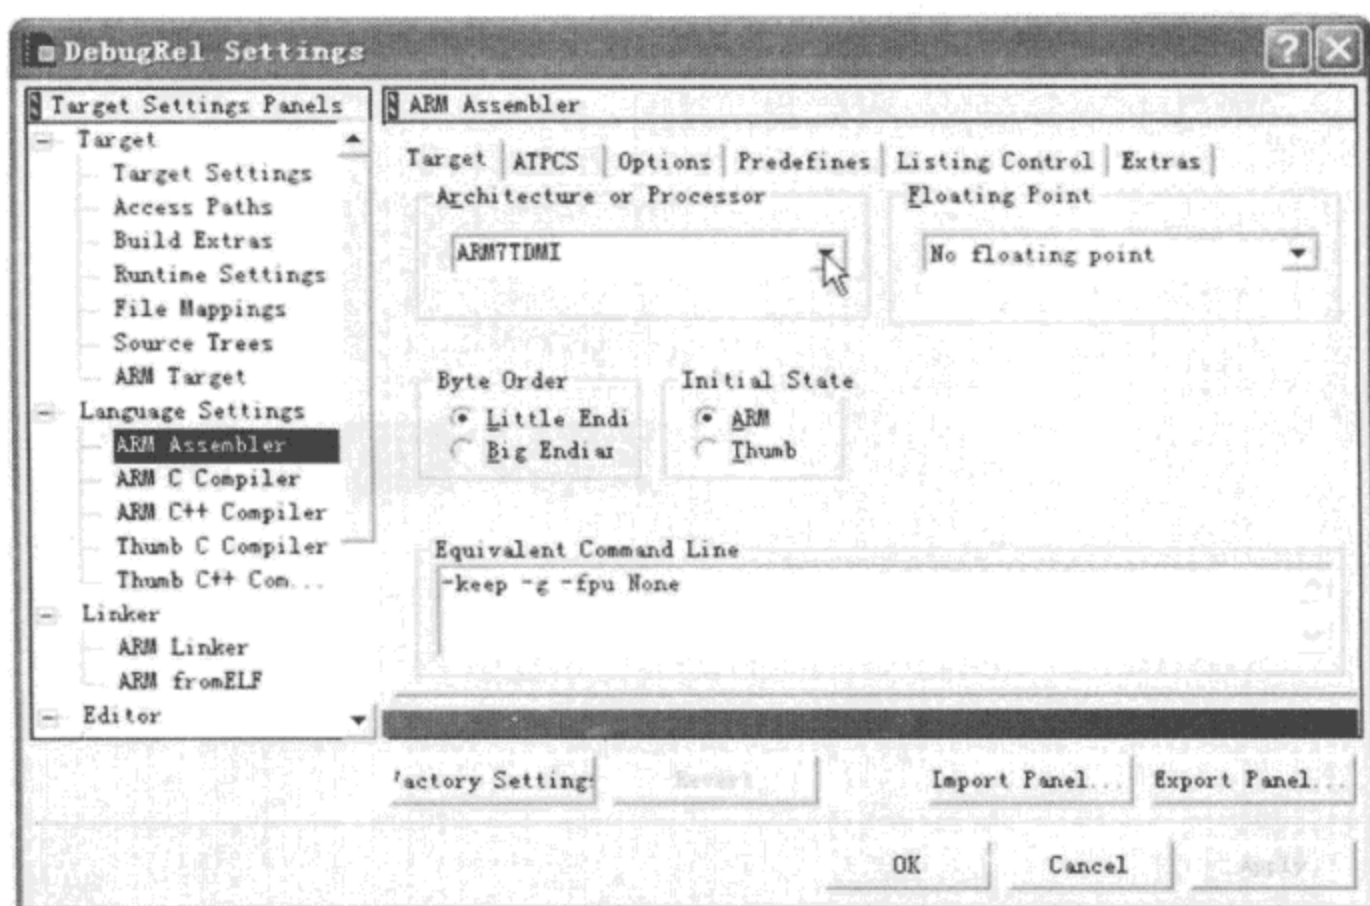 DebugRel Settings
Target Settings Panels
Target
Target Settings
Access Paths
Build Extras
Runtime Settings
File Mappings
Source Trees
ARM Target
Language Settings
ARM Assembler
ARM C Compiler
ARM C++ Compiler
Thumb C Compiler
Thumb C++ Com...
Linker
ARM Linker
ARM fromELF
Editor
ARM Assembler
Target ATPCS Options Predefines Listing Control Extras
Architecture or Processor
ARM7TDMI
Floating Point
No floating point
Byte Order
Little Endi
Big Endiar
Initial State
ARM
Thumb
Equivalent Command Line
-keep -g -fpu None
'actory Setting: Revert Import Panel... Export Panel...
OK Cancel Apply